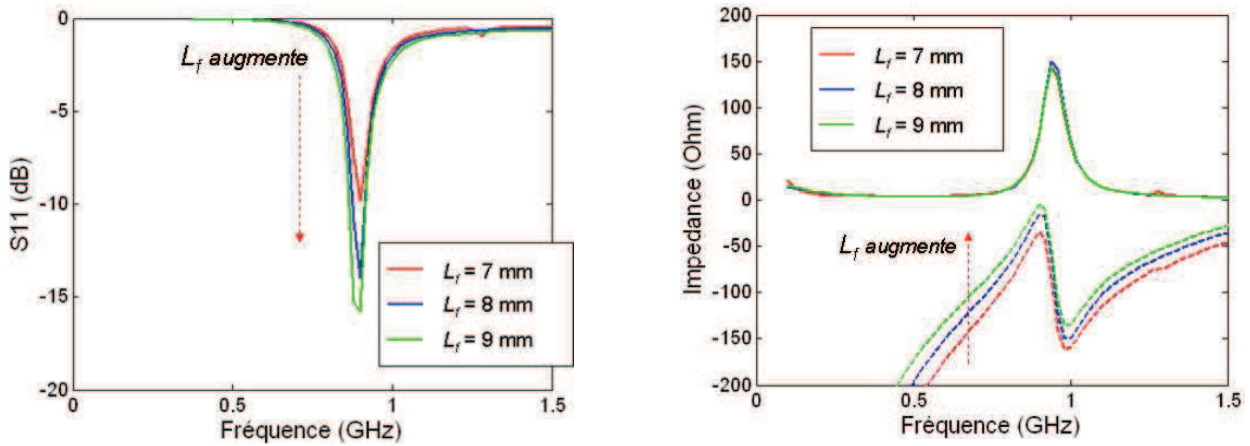 0
-5
-10
-15
-20
S11 (dB)
L_f augmente
L_f = 7 mm
L_f = 8 mm
L_f = 9 mm
0
0.5
1
1.5
Fréquence (GHz)
200
150
100
50
0
-50
-100
-150
-200
Impedance (Ohm)
L_f = 7 mm
L_f = 8 mm
L_f = 9 mm
L_f augmente
0
0.5
1
1.5
Fréquence (GHz)